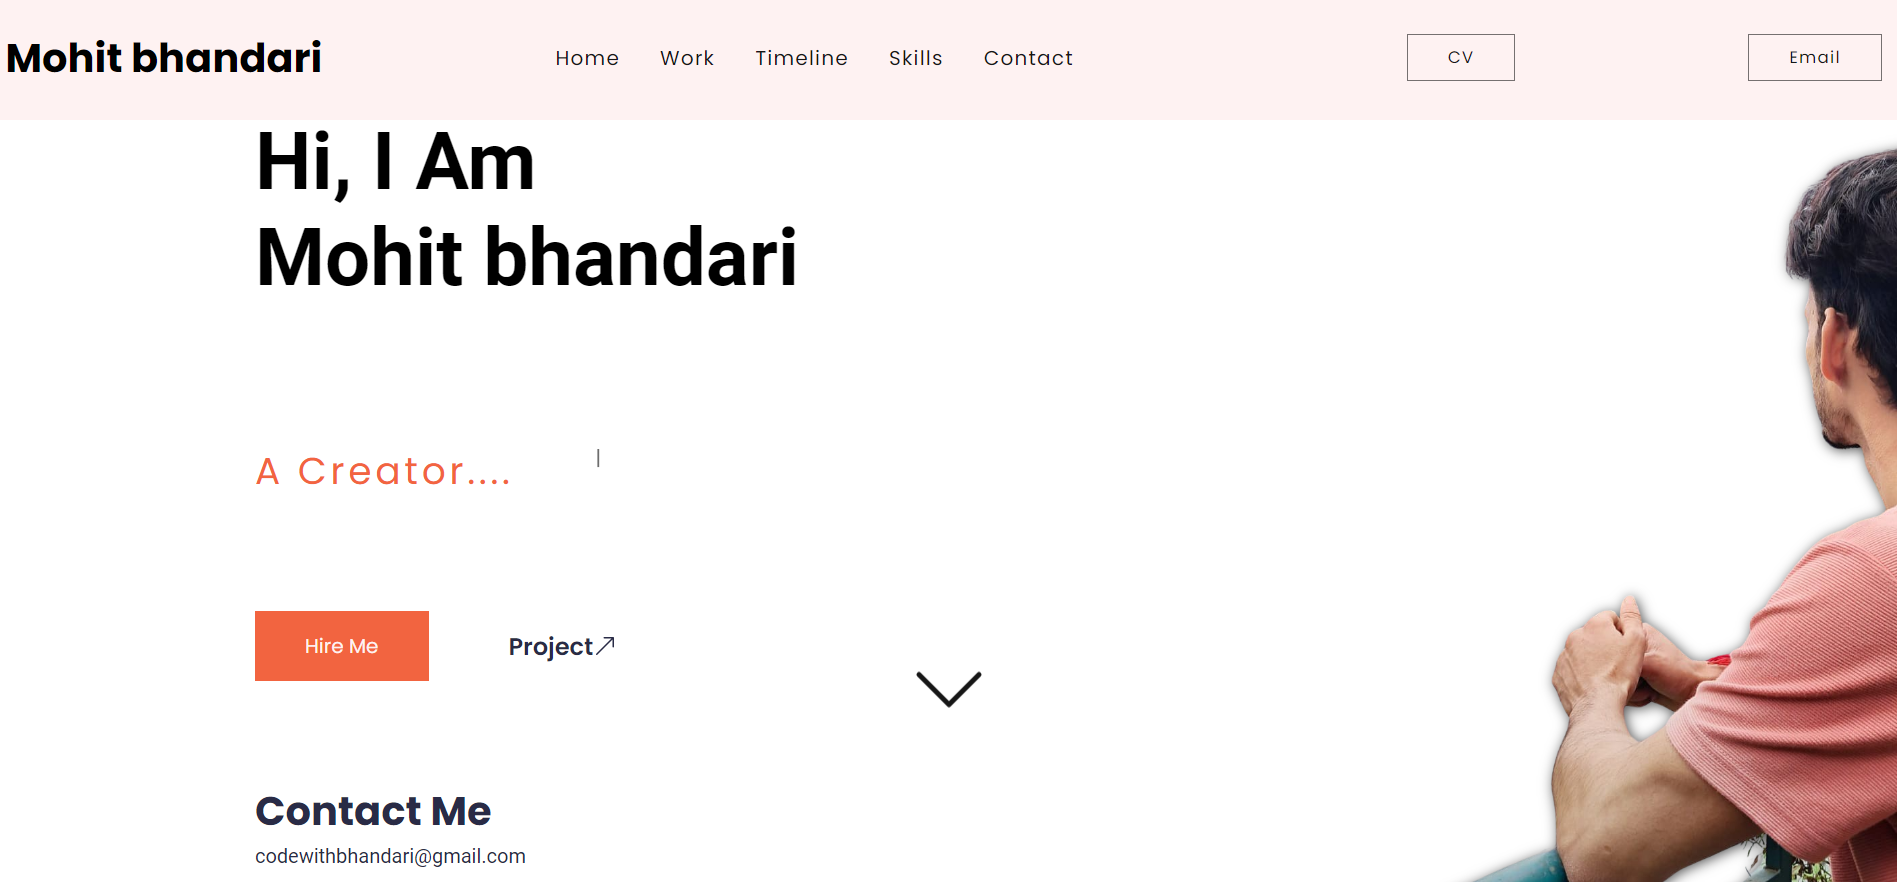 Mohit bhandari
Home Work Timeline Skills Contact
CV
Email
Hi, I Am
Mohit bhandari
A Creator....
Hire Me
Project
Contact Me
codewithbhandari@gmail.com